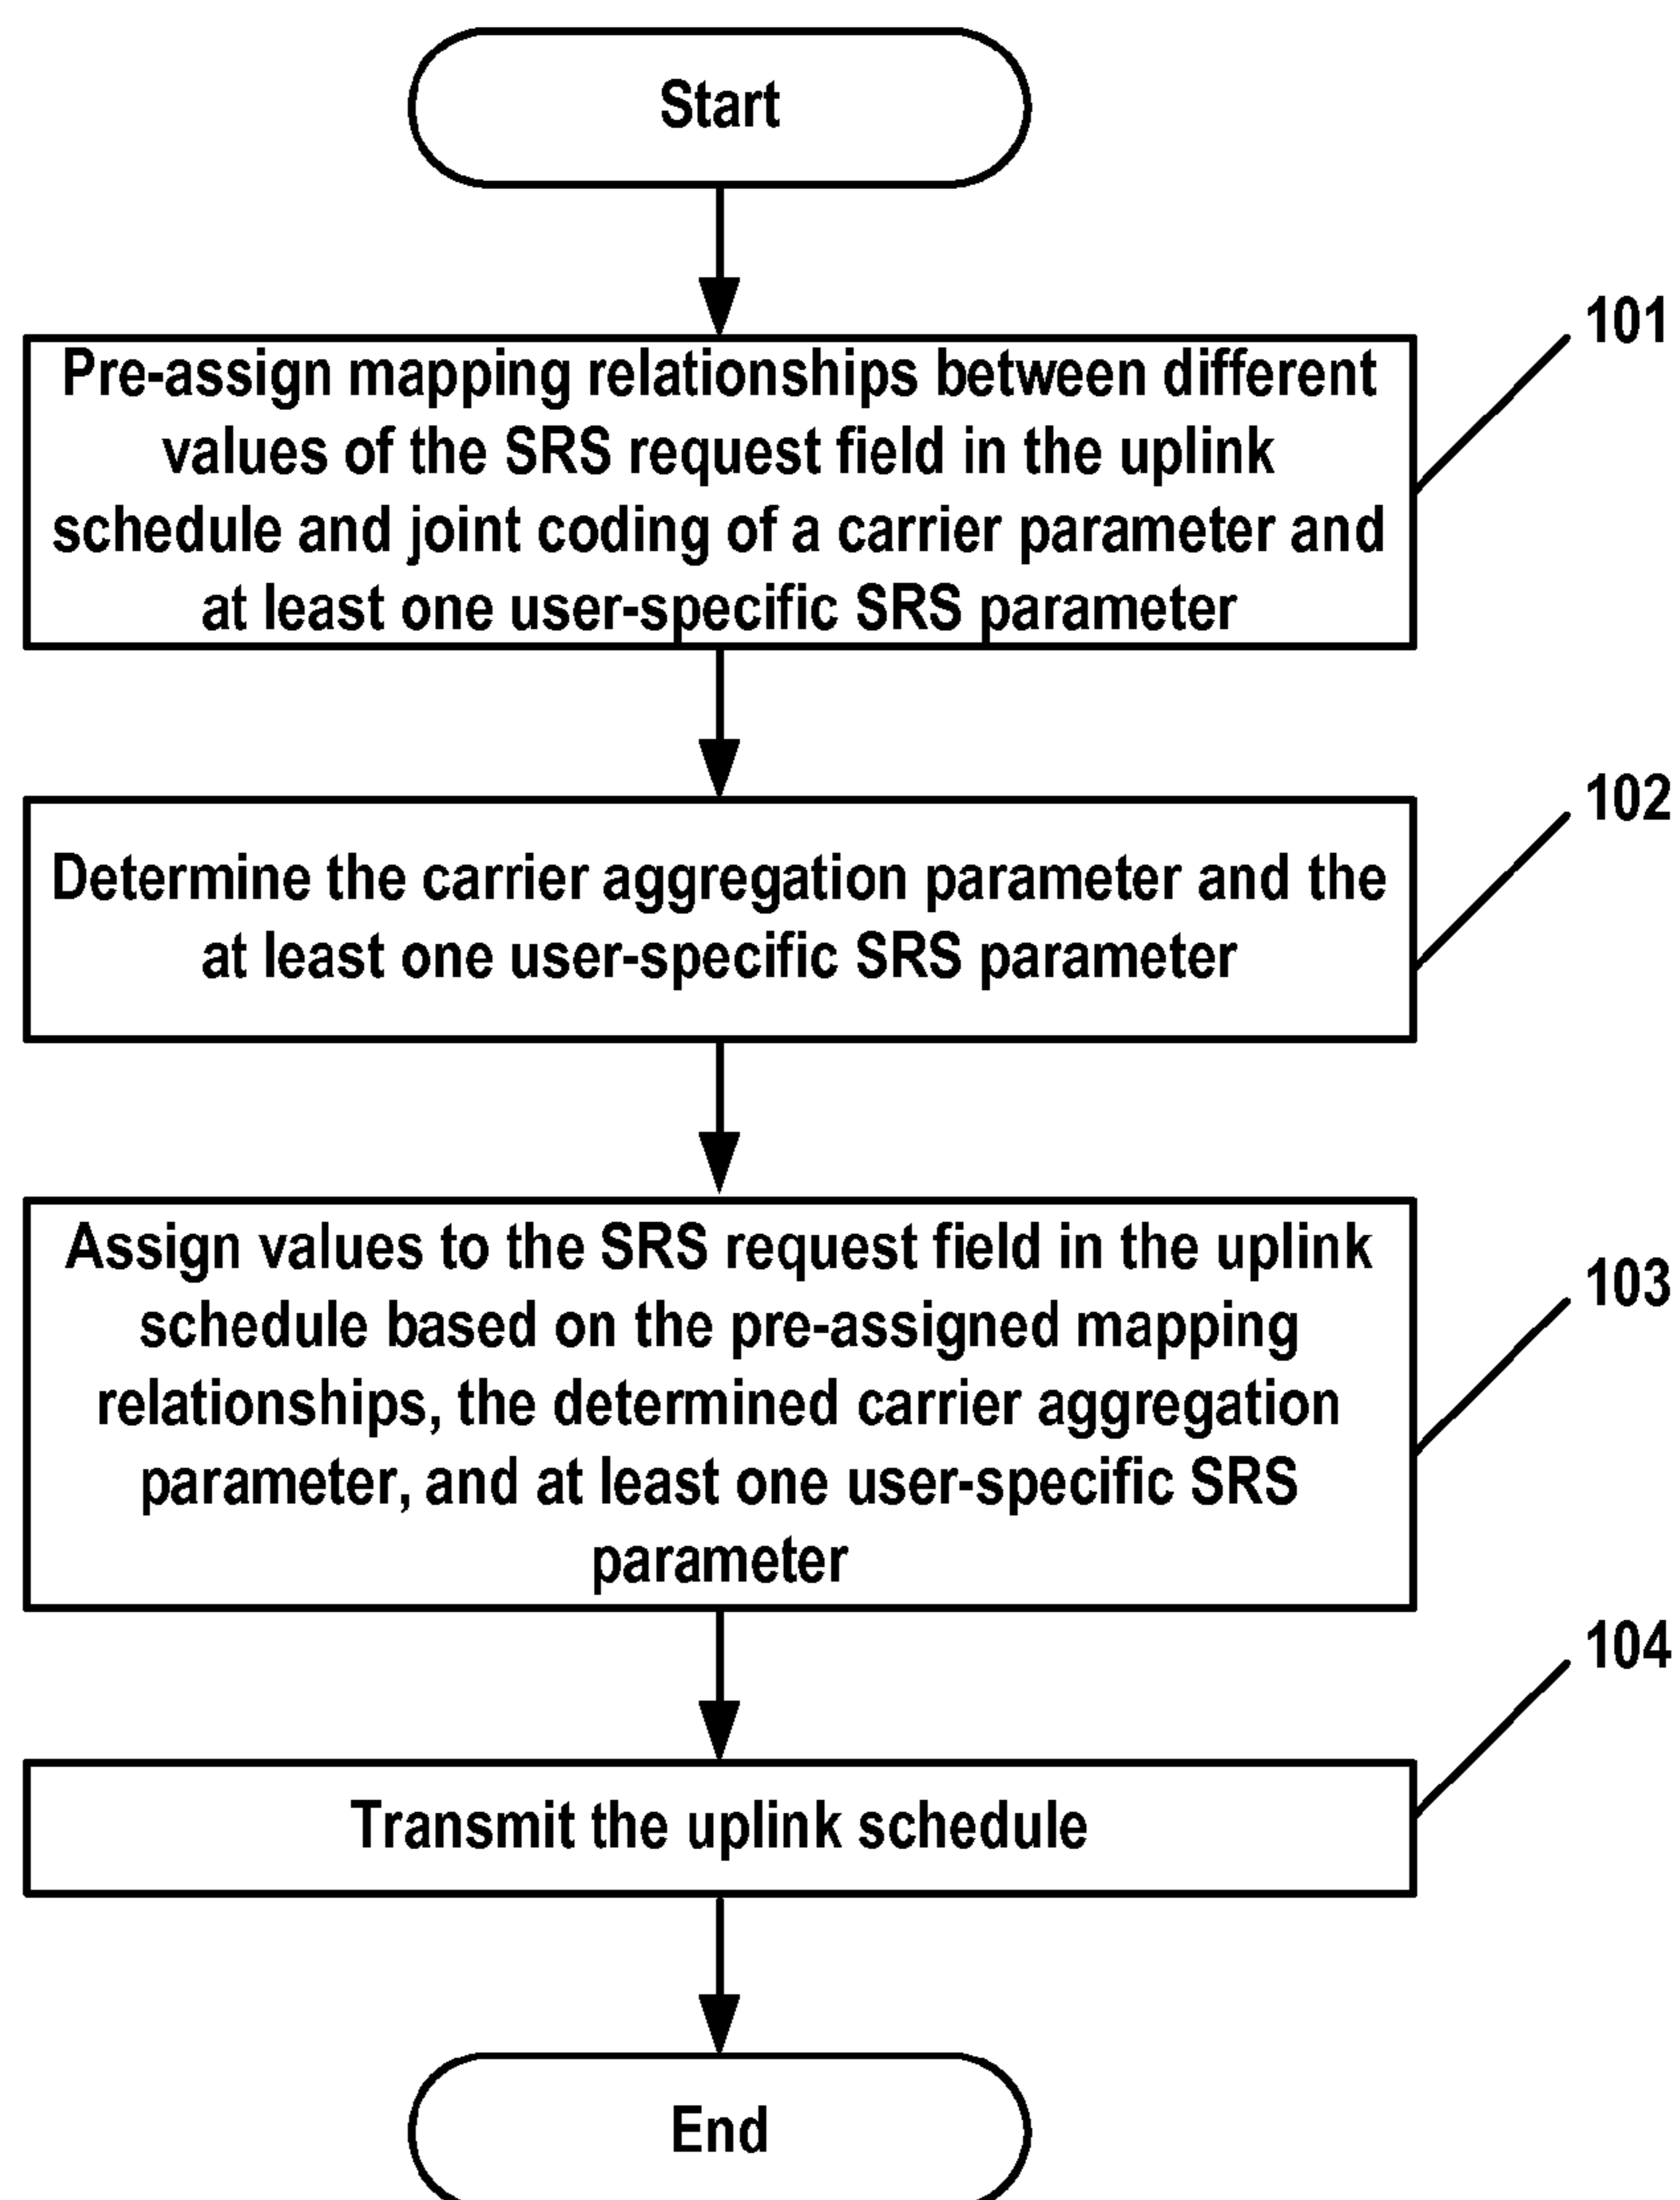 Start
101
Pre-assign mapping relationships between different
values of the SRS request field in the uplink
schedule and joint coding of a carrier parameter and
at least one user-specific SRS parameter
102
Determine the carrier aggregation parameter and the
at least one user-specific SRS parameter
103
Assign values to the SRS request field in the uplink
schedule based on the pre-assigned mapping
relationships, the determined carrier aggregation
parameter, and at least one user-specific SRS
parameter
104
Transmit the uplink schedule
End